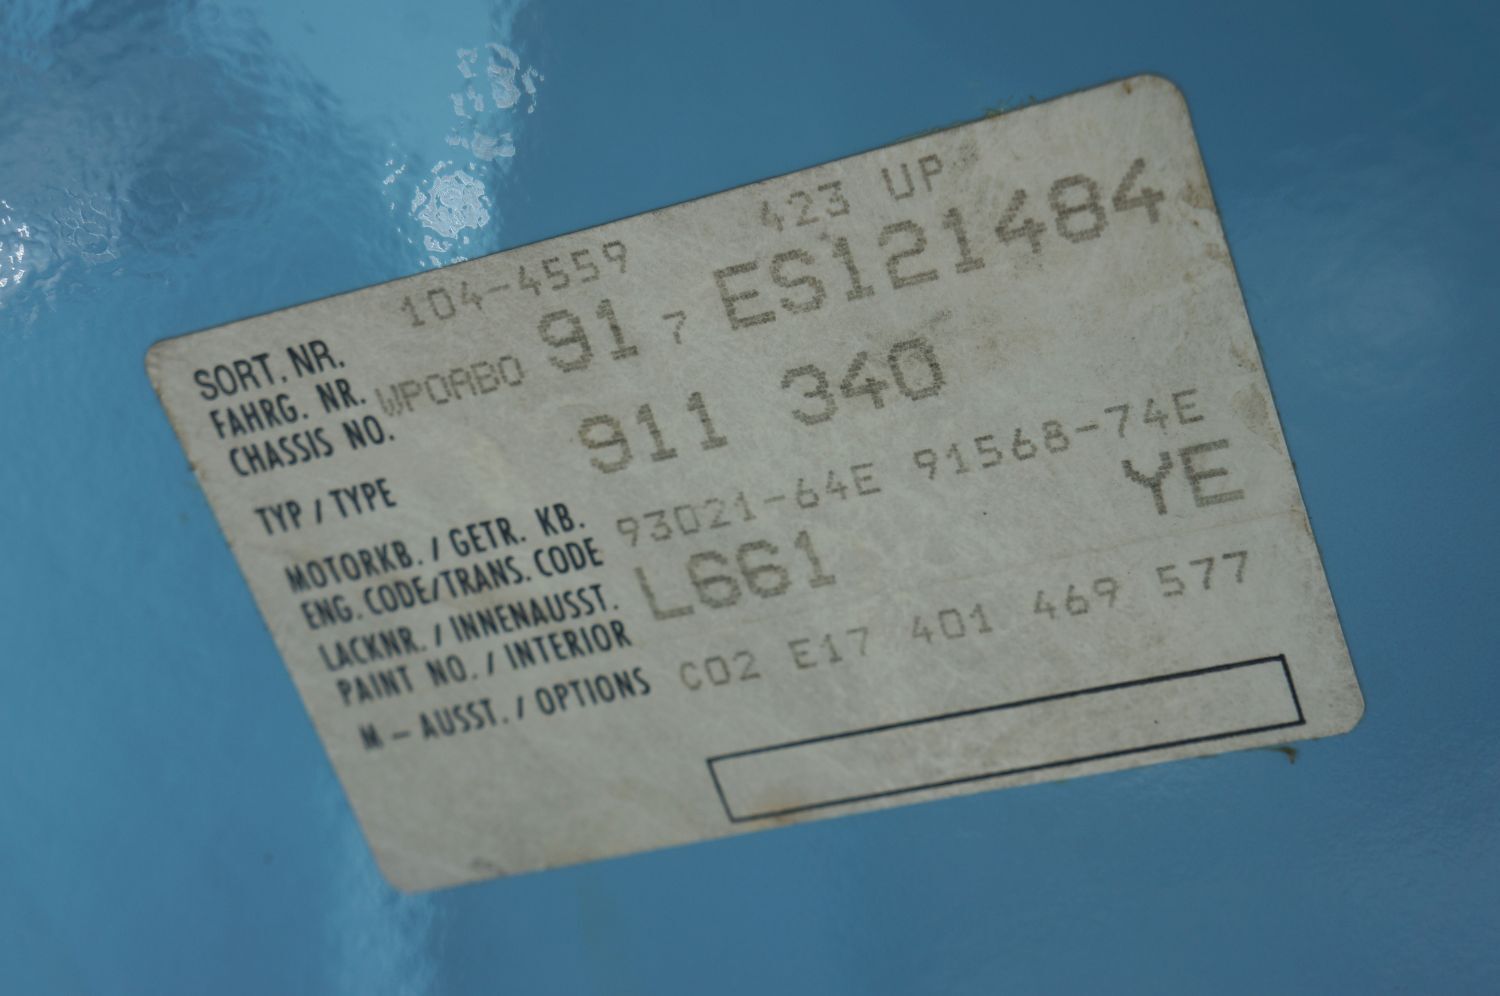 SORT. NR. 104-4559 423 UP
FAHRG. NR.
CHASSIS NO. WP0AB0 91 7 ES121484
TYP / TYPE 911 340
MOTORKB. / GETR. KB.
ENG. CODE/TRANS. CODE 93021-64E 91568-74E
LACKNR. / INNENAUSST.
PAINT NO. / INTERIOR L661 YE
M – AUSST. / OPTIONS C02 E17 401 469 577